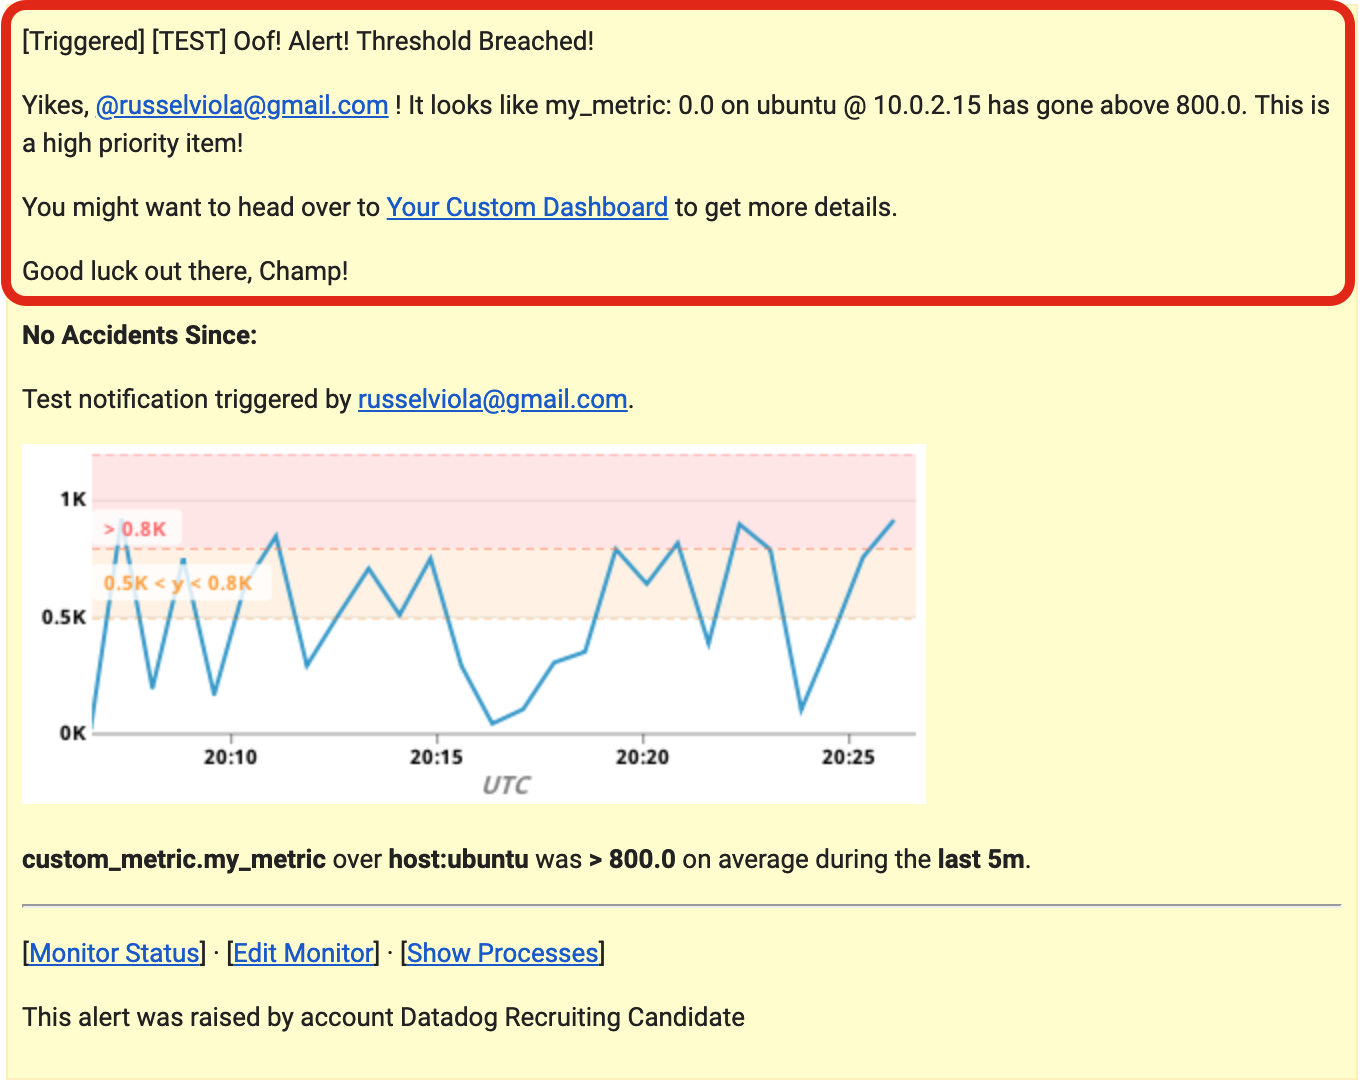 [Triggered] [TEST] Oof! Alert! Threshold Breached!
Yikes, @russelviola@gmail.com ! It looks like my_metric: 0.0 on ubuntu @ 10.0.2.15 has gone above 800.0. This is
a high priority item!
You might want to head over to Your Custom Dashboard to get more details.
Good luck out there, Champ!
No Accidents Since:
Test notification triggered by russelviola@gmail.com.
1K
> 0.8K
0.5K < y < 0.8K
0.5K
0K
20:10 20:15 20:20 20:25
UTC
custom_metric.my_metric over host:ubuntu was > 800.0 on average during the last 5m.
[Monitor Status] · [Edit Monitor] · [Show Processes]
This alert was raised by account Datadog Recruiting Candidate